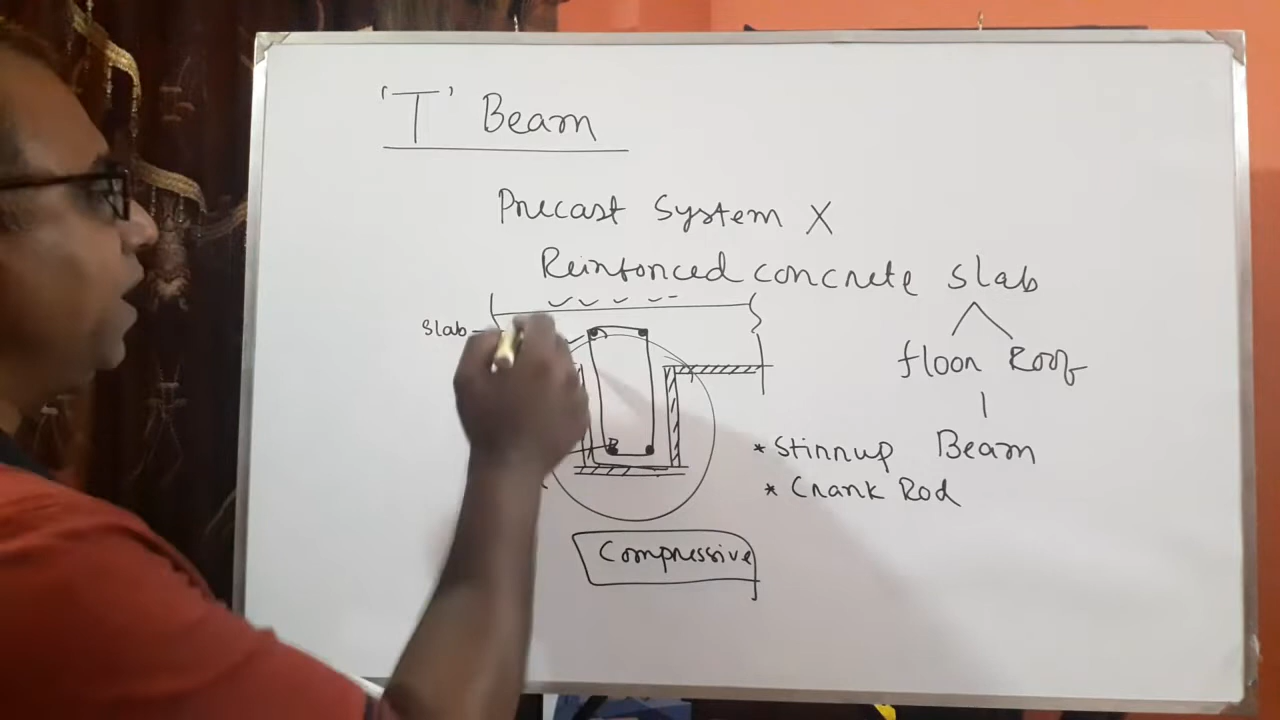 'T' Beam
Precast System X
Reinforced concrete slab
Slab
floor Roof
* Stirrup Beam
* Crank Rod
Compressive